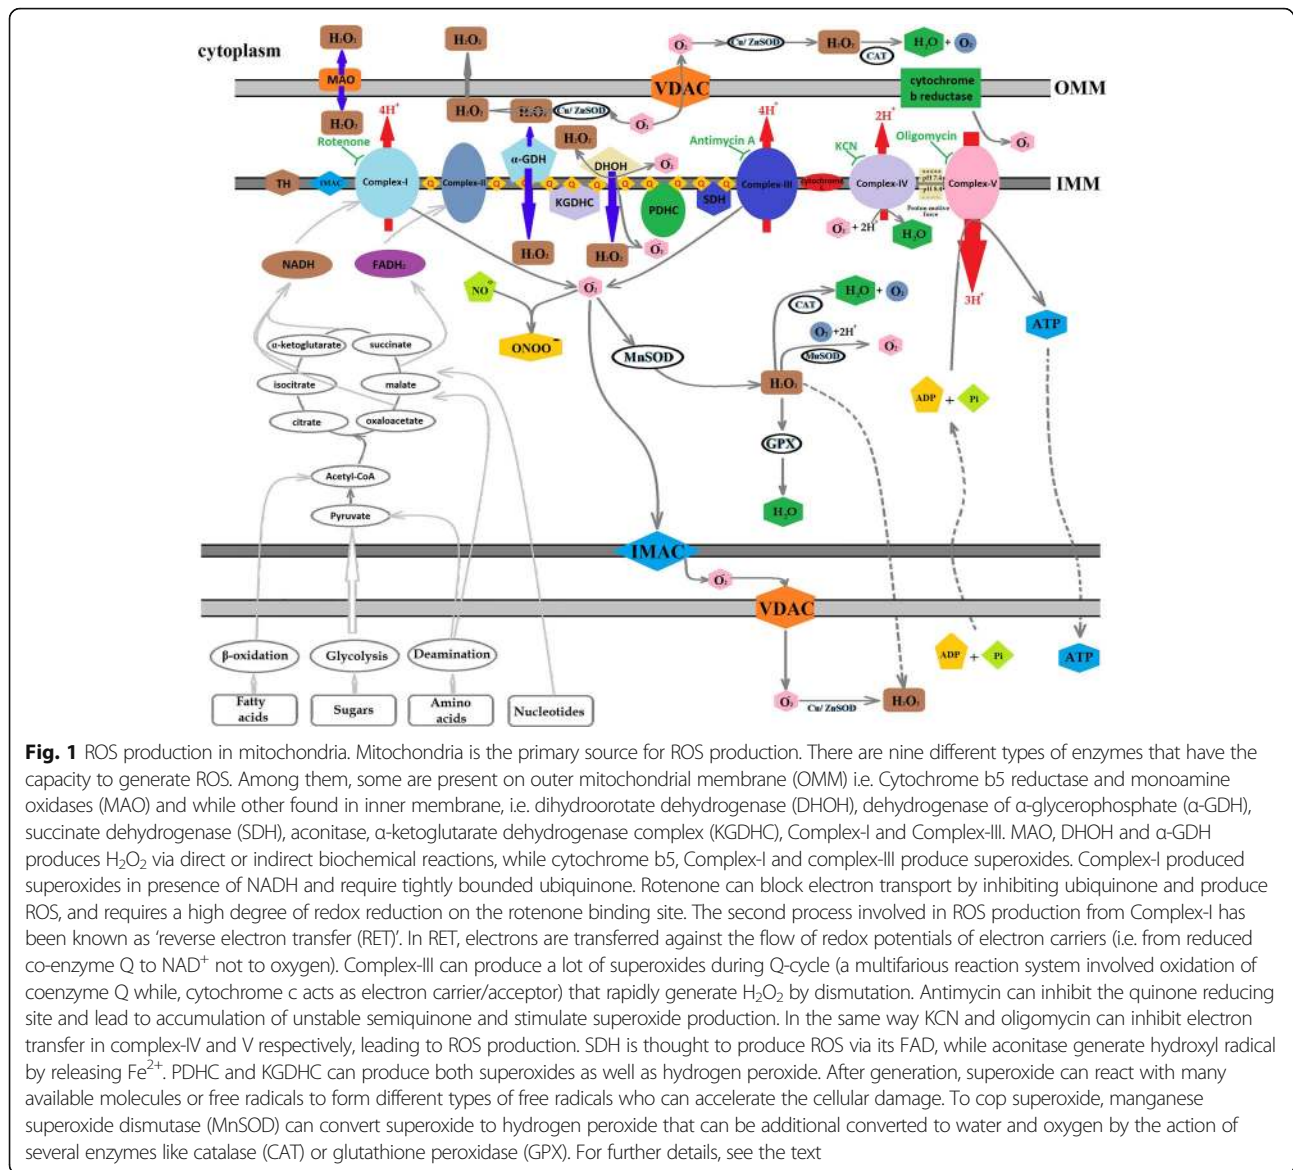 cytoplasm
H₂O₂
H₂O₂
O₂⁻
Cu/ ZnSOD
H₂O₂
CAT
H₂O + O₂
MAO
VDAC
cytochrome
b reductase
OMM
H₂O₂
4H⁺
H₂O₂
H₂O₂
Cu/ ZnSOD
O₂⁻
4H⁺
2H⁺
Oligomycin
O₂⁻
Rotenone
H₂O₂
Antimycin A
KCN
α-GDH
DHOH
O₂⁻
TH
IMAC
Complex-I
Q
Complex-II
Q
Q
Q
Q
Q
Q
Q
Q
Q
Complex-III
Complex-IV
Complex-V
IMM
KGDHC
PDHC
SDH
Proton motive
force
H₂O₂
H₂O₂
O₂⁻
O₂⁻ + 2H⁺
H₂O
NADH
FADH₂
NO
O₂⁻
CAT
H₂O + O₂
3H⁺
ATP
α-ketoglutarate
succinate
ONOO⁻
MnSOD
O₂ +2H⁺
MnSOD
O₂⁻
isocitrate
malate
H₂O₂
ADP + Pi
citrate
oxaloacetate
GPX
Acetyl-CoA
Pyruvate
H₂O
IMAC
O₂⁻
VDAC
β-oxidation
Glycolysis
Deamination
ADP + Pi
ATP
Fatty
acids
Sugars
Amino
acids
Nucleotides
O₂⁻
Cu/ ZnSOD
H₂O₂
Fig. 1 ROS production in mitochondria. Mitochondria is the primary source for ROS production. There are nine different types of enzymes that have the
capacity to generate ROS. Among them, some are present on outer mitochondrial membrane (OMM) i.e. Cytochrome b5 reductase and monoamine
oxidases (MAO) and while other found in inner membrane, i.e. dihydroorotate dehydrogenase (DHOH), dehydrogenase of α-glycerophosphate (α-GDH),
succinate dehydrogenase (SDH), aconitase, α-ketoglutarate dehydrogenase complex (KGDHC), Complex-I and Complex-III. MAO, DHOH and α-GDH
produces H₂O₂ via direct or indirect biochemical reactions, while cytochrome b5, Complex-I and complex-III produce superoxides. Complex-I produced
superoxides in presence of NADH and require tightly bounded ubiquinone. Rotenone can block electron transport by inhibiting ubiquinone and produce
ROS, and requires a high degree of redox reduction on the rotenone binding site. The second process involved in ROS production from Complex-I has
been known as ‘reverse electron transfer (RET)’. In RET, electrons are transferred against the flow of redox potentials of electron carriers (i.e. from reduced
co-enzyme Q to NAD⁺ not to oxygen). Complex-III can produce a lot of superoxides during Q-cycle (a multifarious reaction system involved oxidation of
coenzyme Q while, cytochrome c acts as electron carrier/acceptor) that rapidly generate H₂O₂ by dismutation. Antimycin can inhibit the quinone reducing
site and lead to accumulation of unstable semiquinone and stimulate superoxide production. In the same way KCN and oligomycin can inhibit electron
transfer in complex-IV and V respectively, leading to ROS production. SDH is thought to produce ROS via its FAD, while aconitase generate hydroxyl radical
by releasing Fe²⁺. PDHC and KGDHC can produce both superoxides as well as hydrogen peroxide. After generation, superoxide can react with many
available molecules or free radicals to form different types of free radicals who can accelerate the cellular damage. To cop superoxide, manganese
superoxide dismutase (MnSOD) can convert superoxide to hydrogen peroxide that can be additional converted to water and oxygen by the action of
several enzymes like catalase (CAT) or glutathione peroxidase (GPX). For further details, see the text